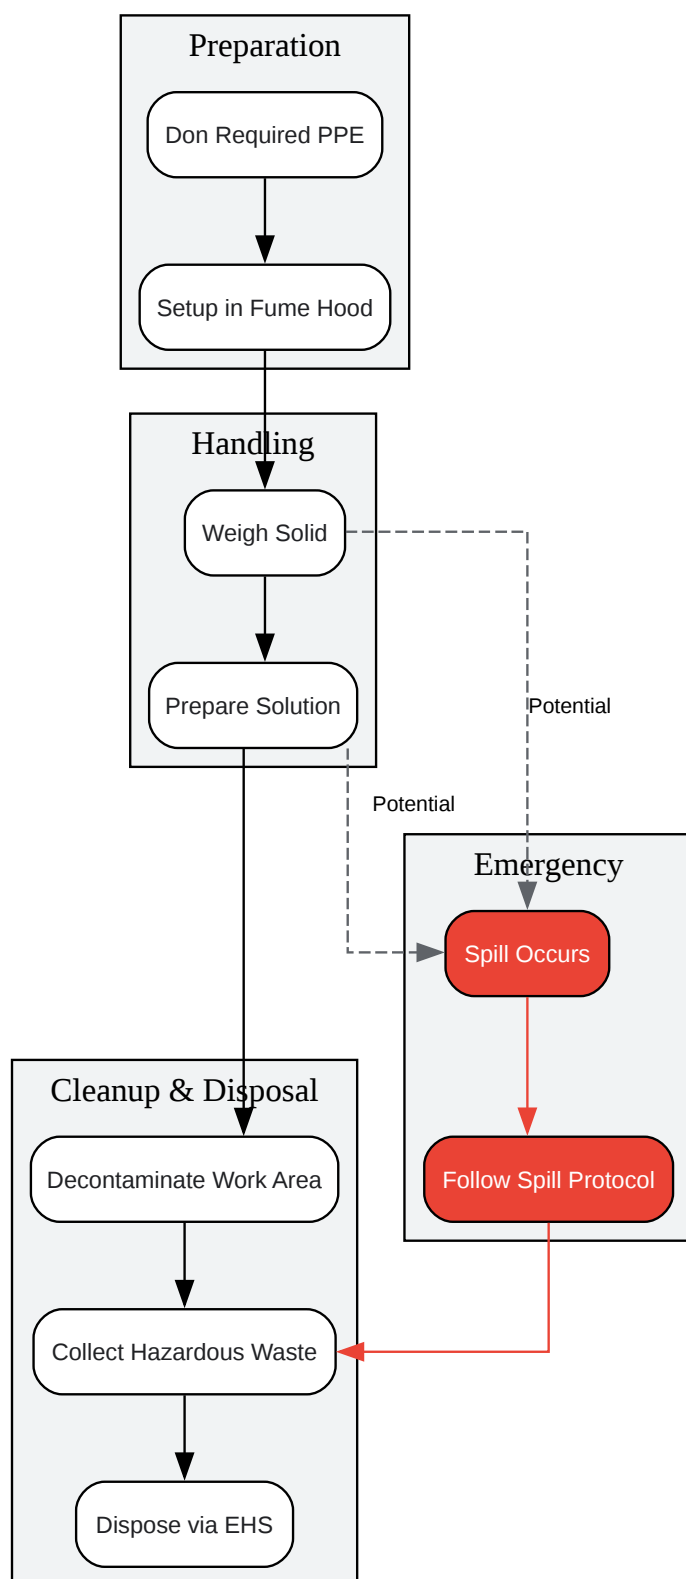 Preparation
Don Required PPE
Setup in Fume Hood
Handling
Weigh Solid
Prepare Solution
Potential
Potential
Emergency
Spill Occurs
Follow Spill Protocol
Cleanup & Disposal
Decontaminate Work Area
Collect Hazardous Waste
Dispose via EHS